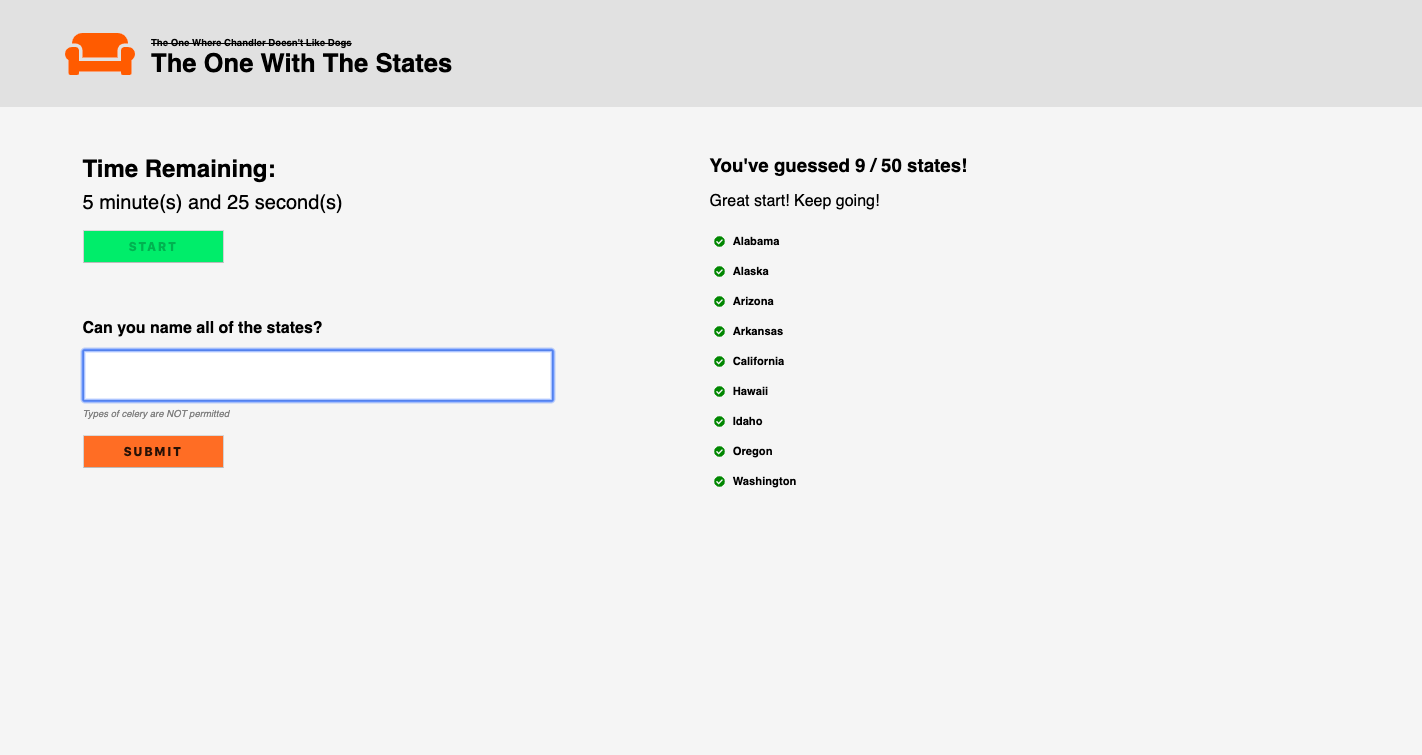 The One Where Chandler Doesn't Like Dogs
The One With The States
Time Remaining:
5 minute(s) and 25 second(s)
START
Can you name all of the states?
Types of celery are NOT permitted
SUBMIT
You've guessed 9 / 50 states!
Great start! Keep going!
Alabama
Alaska
Arizona
Arkansas
California
Hawaii
Idaho
Oregon
Washington